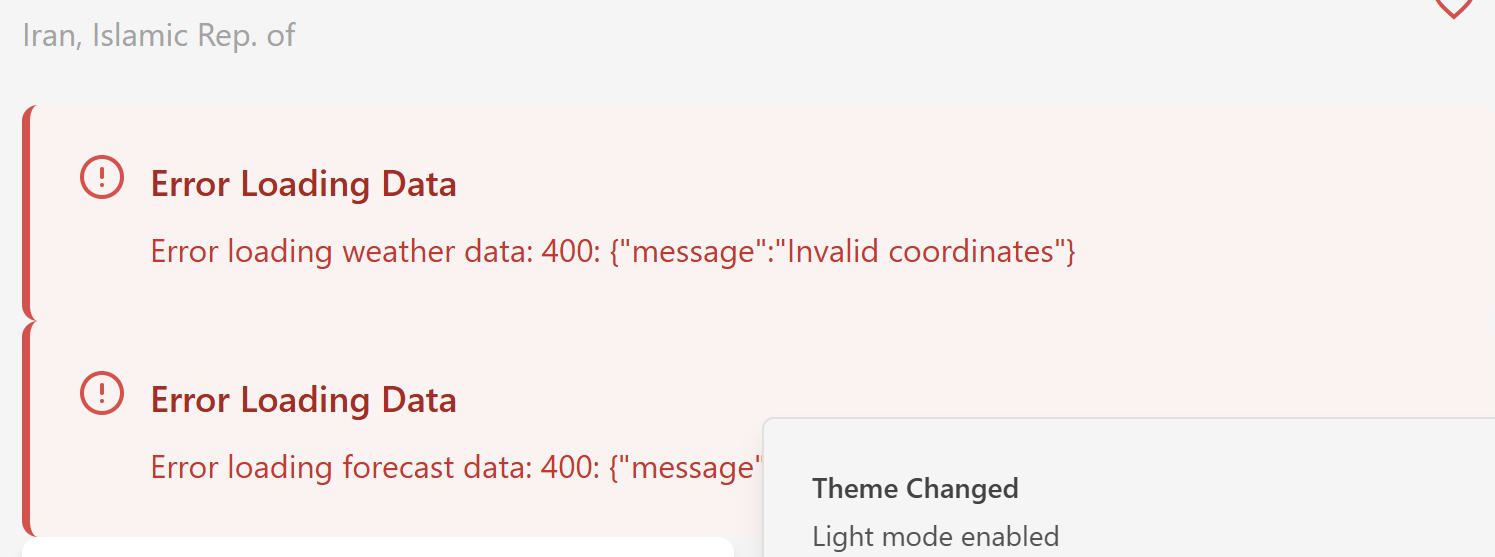 Iran, Islamic Rep. of
Error Loading Data
Error loading weather data: 400: {"message":"Invalid coordinates"}
Error Loading Data
Error loading forecast data: 400: {"message"
Theme Changed
Light mode enabled